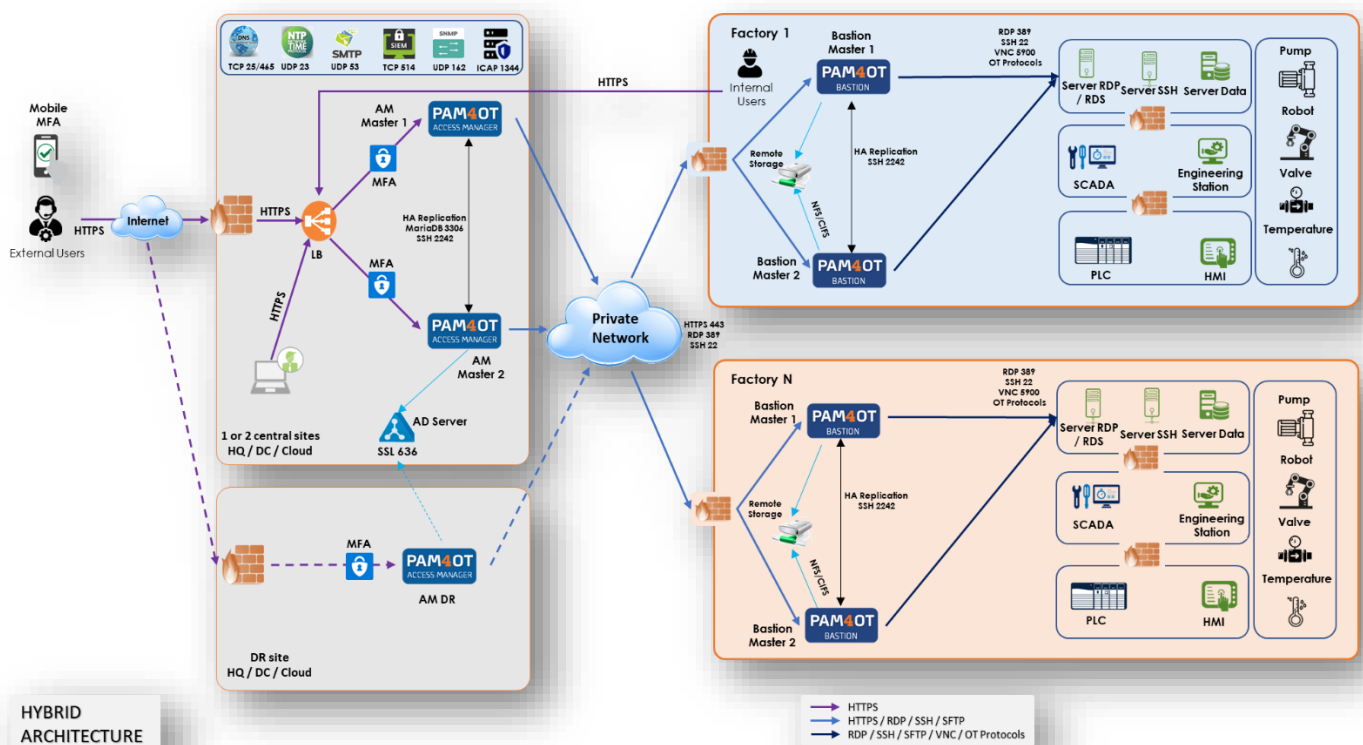 DNS
NTP
TIME
SMTP
SIEM
SNMP
TCP 25/465
UDP 23
UDP 53
TCP 514
UDP 162
ICAP 1344
Mobile
MFA
HTTPS
External Users
Internet
HTTPS
LB
HTTPS
AM
Master 1
MFA
PAM4OT
ACCESS MANAGER
HA Replication
MariaDB 3306
SSH 2242
MFA
PAM4OT
ACCESS MANAGER
AM
Master 2
AD Server
SSL 636
1 or 2 central sites
HQ / DC / Cloud
MFA
PAM4OT
ACCESS MANAGER
AM DR
DR site
HQ / DC / Cloud
HTTPS
Private
Network
HTTPS 443
RDP 389
SSH 22
Factory 1
Internal
Users
Bastion
Master 1
PAM4OT
BASTION
Remote
Storage
HA Replication
SSH 2242
NFS/CIFS
Bastion
Master 2
PAM4OT
BASTION
RDP 389
SSH 22
VNC 5900
OT Protocols
Server RDP
/ RDS
Server SSH
Server Data
SCADA
Engineering
Station
PLC
HMI
Pump
Robot
Valve
Temperature
Factory N
Bastion
Master 1
PAM4OT
BASTION
Remote
Storage
HA Replication
SSH 2242
NFS/CIFS
Bastion
Master 2
PAM4OT
BASTION
RDP 389
SSH 22
VNC 5900
OT Protocols
Server RDP
/ RDS
Server SSH
Server Data
SCADA
Engineering
Station
PLC
HMI
Pump
Robot
Valve
Temperature
HYBRID
ARCHITECTURE
HTTPS
HTTPS / RDP / SSH / SFTP
RDP / SSH / SFTP / VNC / OT Protocols